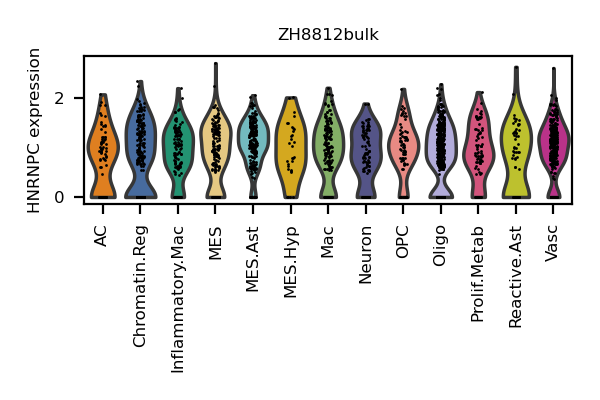 ZH8812bulk
HNRNPC expression
2
0
AC
Chromatin.Reg
Inflammatory.Mac
MES
MES.Ast
MES.Hyp
Mac
Neuron
OPC
Oligo
Prolif.Metab
Reactive.Ast
Vasc